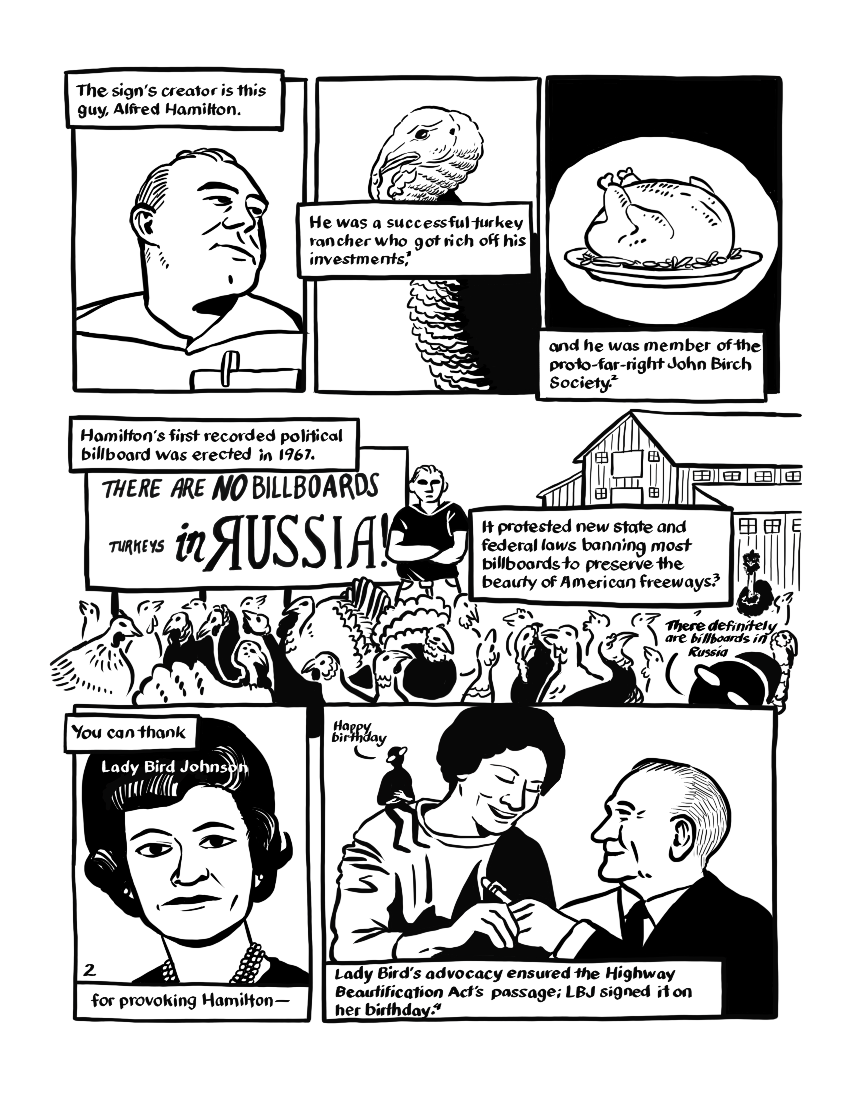 The sign's creator is this
guy, Alfred Hamilton.
He was a successful turkey
rancher who got rich off his
investments,¹
and he was member of the
proto-far-right John Birch
Society.²
Hamilton's first recorded political
billboard was erected in 1967.
THERE ARE NO BILLBOARDS
TURKEYS in ЯUSSIA!
It protested new state and
federal laws banning most
billboards to preserve the
beauty of American freeways.³
There definitely
are billboards in
Russia
You can thank
Lady Bird Johnson
2
for provoking Hamilton—
Happy
birthday
Lady Bird's advocacy ensured the Highway
Beautification Act's passage; LBJ signed it on
her birthday.⁴